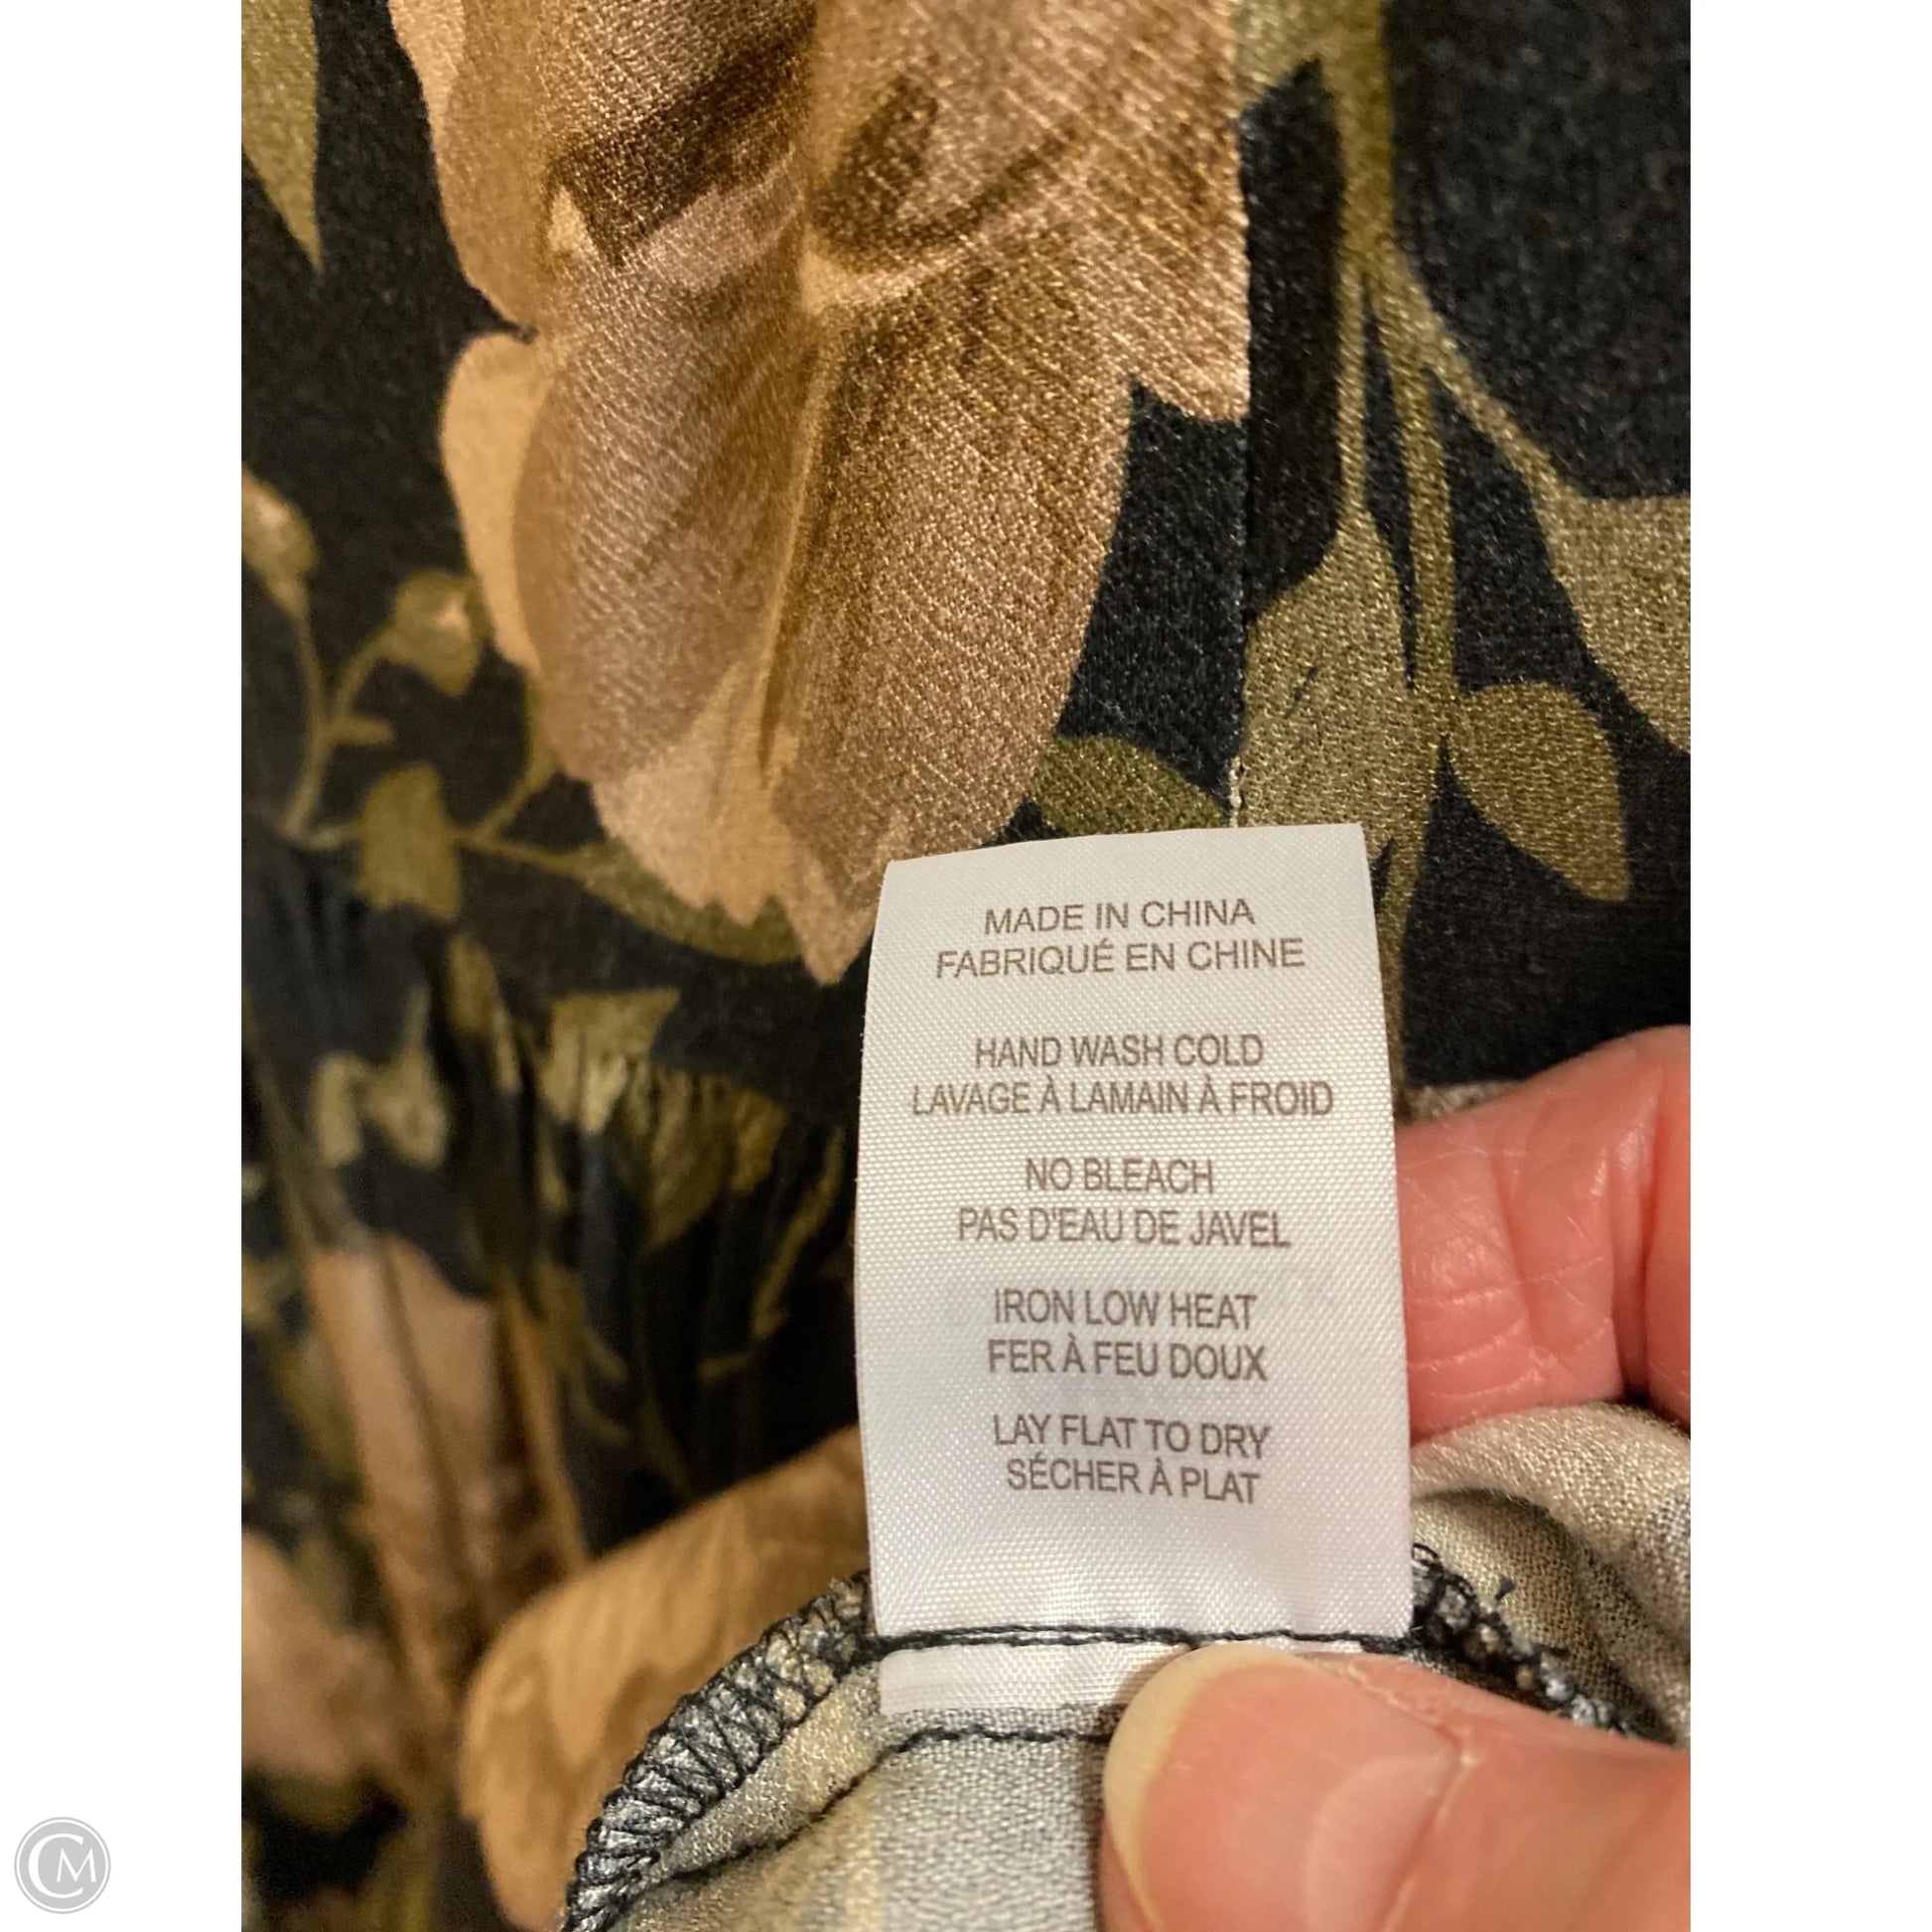 MADE IN CHINA
FABRIQUÉ EN CHINE
HAND WASH COLD
LAVAGE À LAMAIN À FROID
NO BLEACH
PAS D'EAU DE JAVEL
IRON LOW HEAT
FER À FEU DOUX
LAY FLAT TO DRY
SÉCHER À PLAT
CM